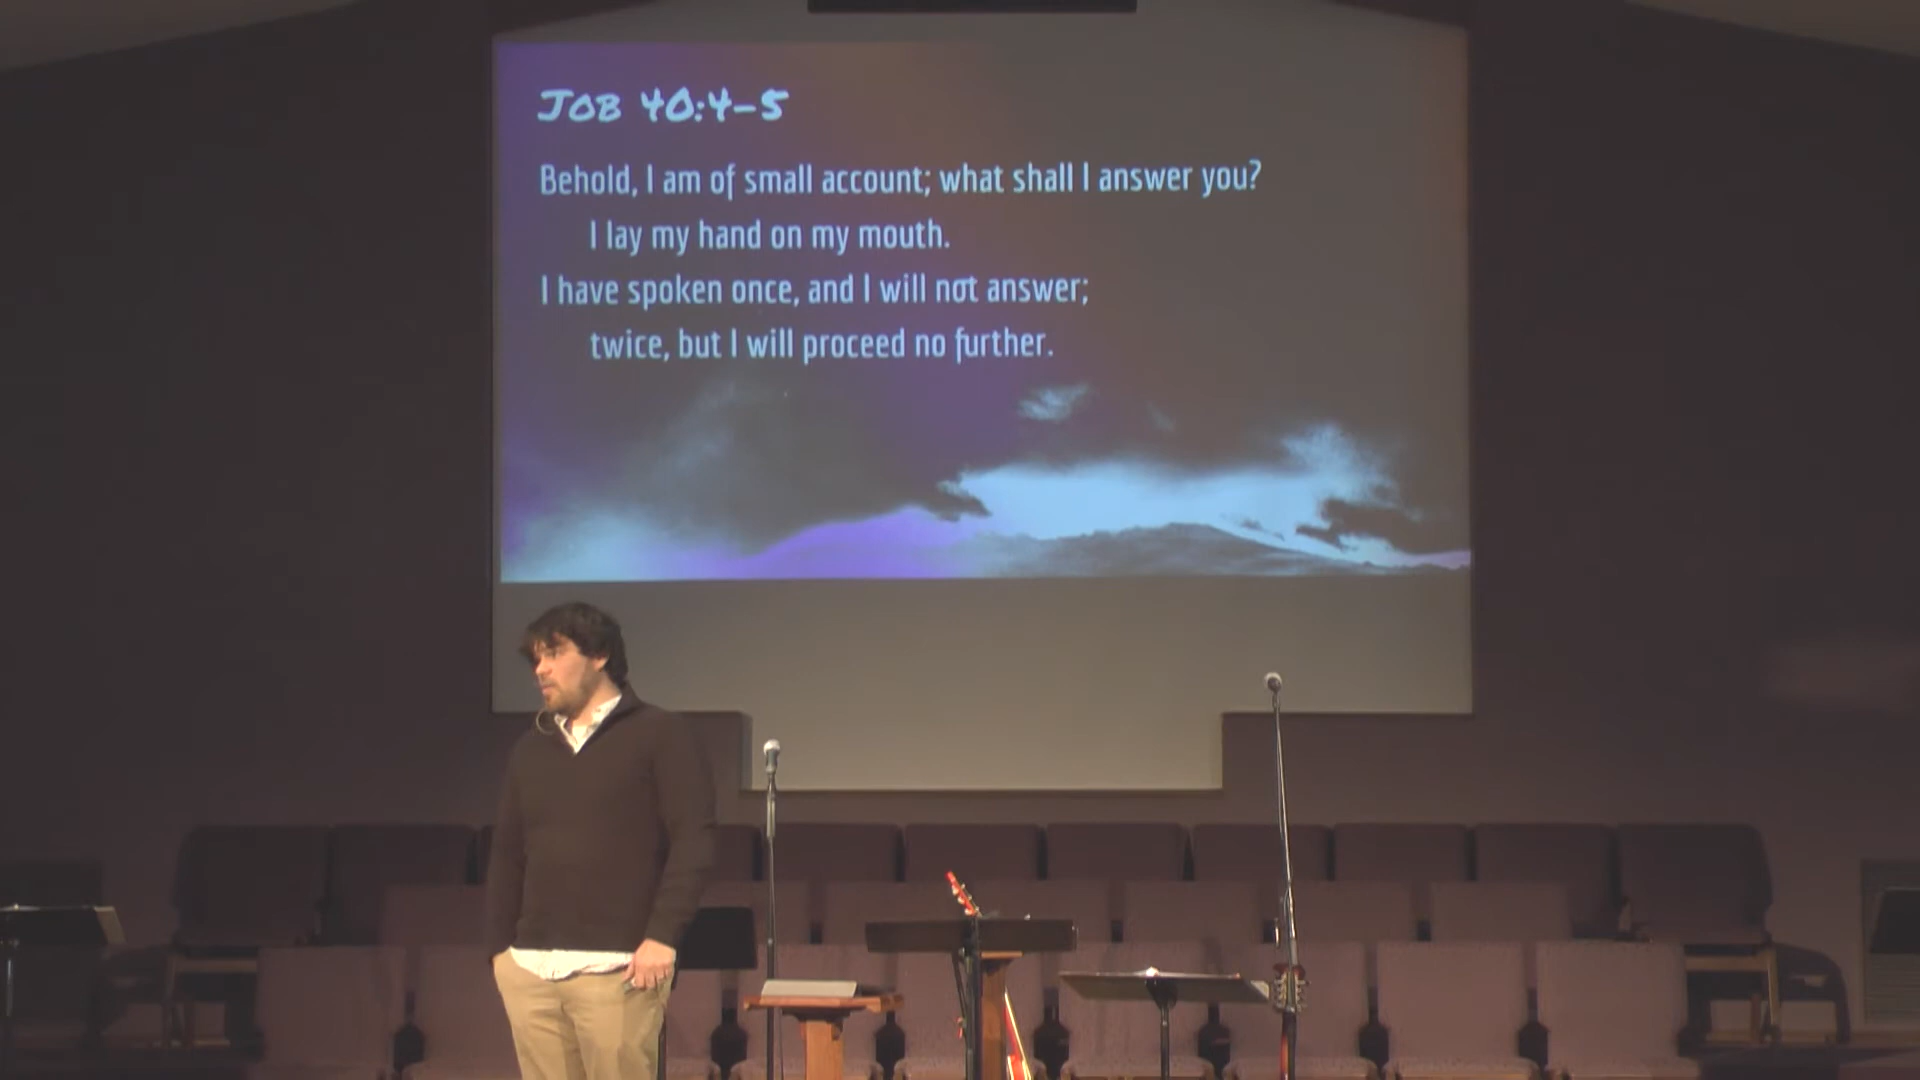 Job 40:4-5
Behold, I am of small account; what shall I answer you?
I lay my hand on my mouth.
I have spoken once, and I will not answer;
twice, but I will proceed no further.